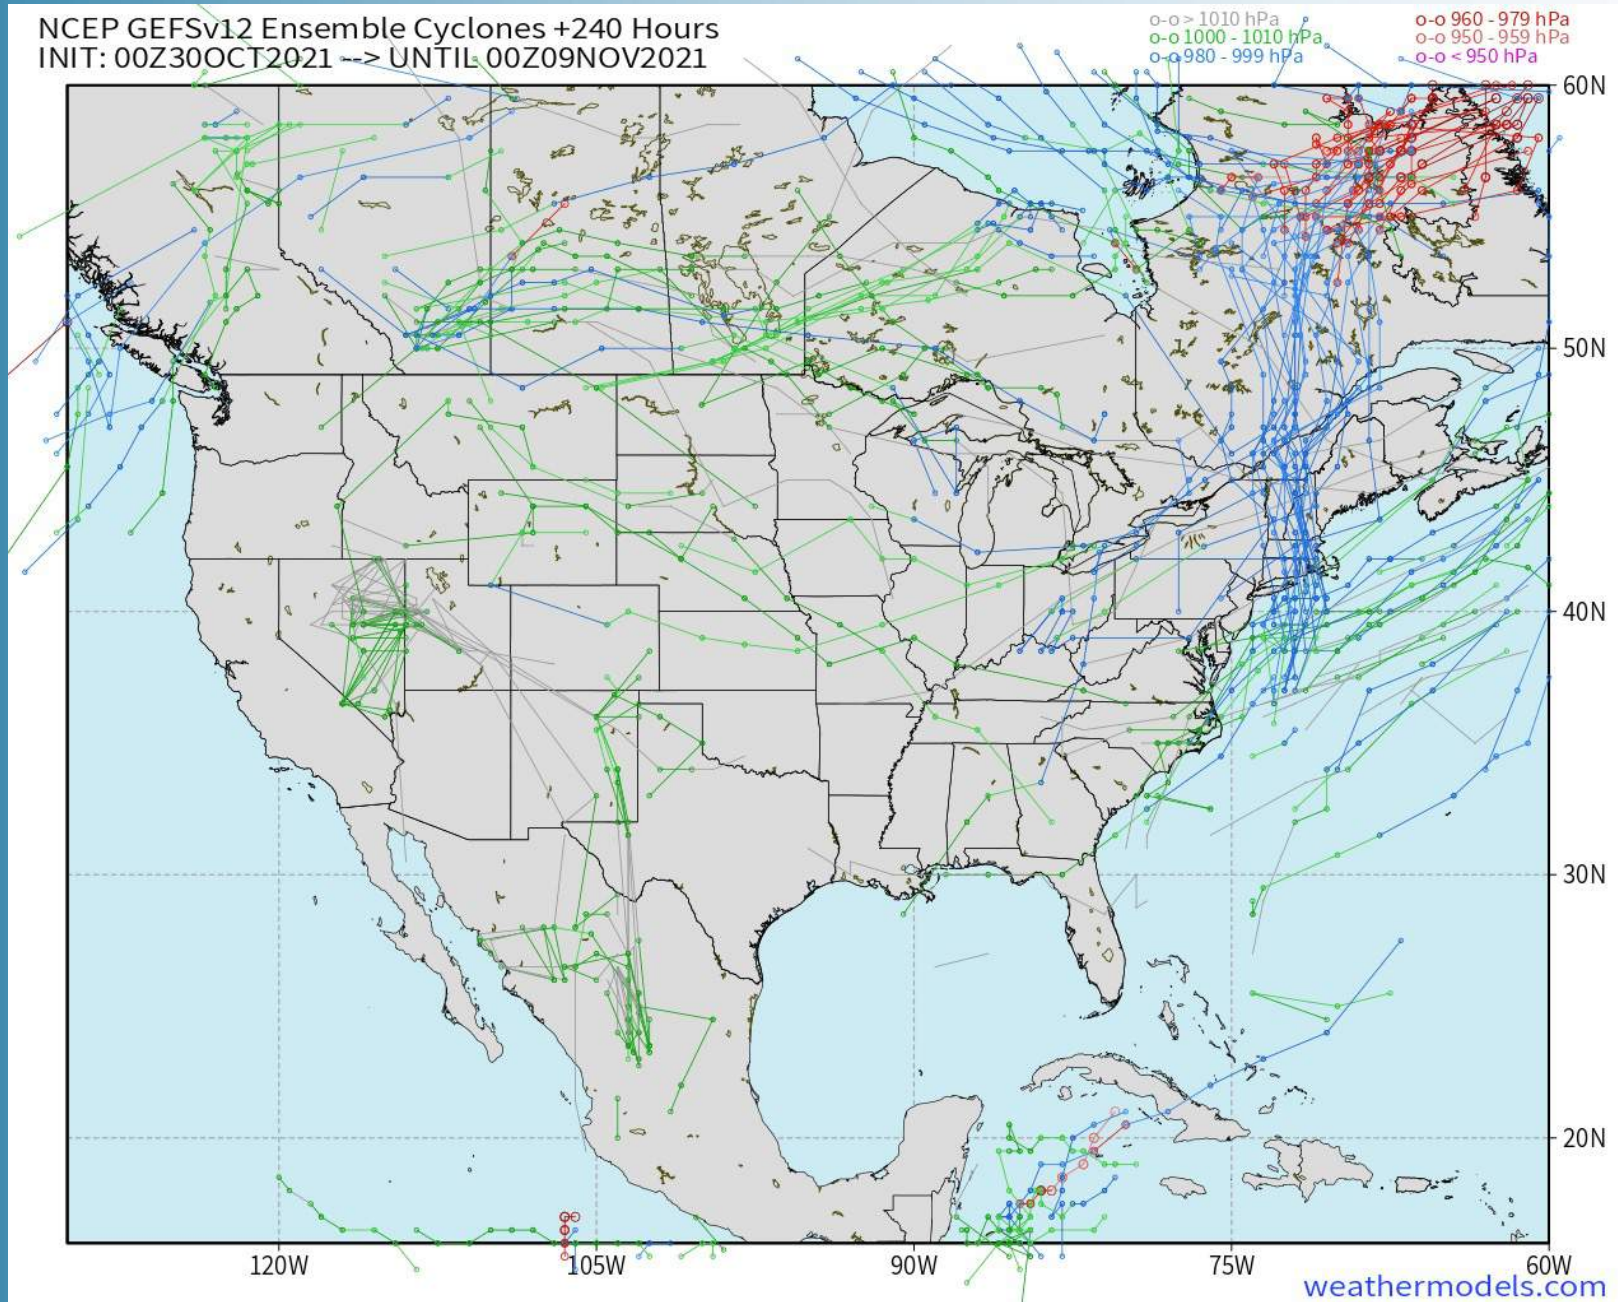 NCEP GEFSv12 Ensemble Cyclones +240 Hours
INIT: 00Z30OCT2021 --> UNTIL 00Z09NOV2021
o-o > 1010 hPa
o-o 1000 - 1010 hPa
o-o 980 - 999 hPa
o-o 960 - 979 hPa
o-o 950 - 959 hPa
o-o < 950 hPa
60N
50N
40N
30N
20N
120W 105W 90W 75W 60W
weathermodels.com